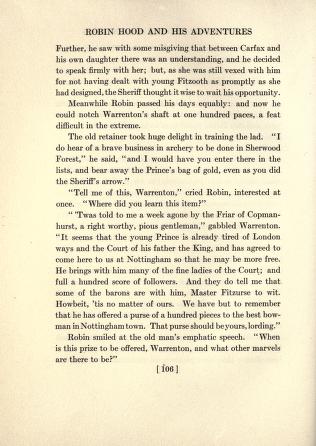 ROBIN HOOD AND HIS ADVENTURES
Further, he saw with some misgiving that between Carfax and
his own daughter there was an understanding, and he decided
to speak firmly with her; but, as she was still vexed with him
for not having dealt with young Fitzooth as promptly as she
had designed, the Sheriff thought it wise to wait his opportunity.
Meanwhile Robin passed his days equably: and now he
could notch Warrenton's shaft at one hundred paces, a feat
difficult in the extreme.
The old retainer took huge delight in training the lad. "I
do hear of a brave business in archery to be done in Sherwood
Forest," he said, "and I would have you enter there in the
lists, and bear away the Prince's bag of gold, even as you did
the Sheriff's arrow."
"Tell me of this, Warrenton," cried Robin, interested at
once. "Where did you learn this item?"
"'Twas told to me a week agone by the Friar of Copman-
hurst, a right worthy, pious gentleman," gabbled Warrenton.
"It seems that the young Prince is already tired of London
ways and the Court of his father the King, and has agreed to
come here to us at Nottingham so that he may be more free.
He brings with him many of the fine ladies of the Court; and
full a hundred score of followers. And they do tell me that
some of the barons are with him, Master Fitzurse to wit.
Howbeit, 'tis no matter of ours. We have but to remember
that he has offered a purse of a hundred pieces to the best bow-
man in Nottingham town. That purse should be yours, lording."
Robin smiled at the old man's emphatic speech. "When
is this prize to be offered, Warrenton, and what other marvels
are there to be?"
[ 106 ]